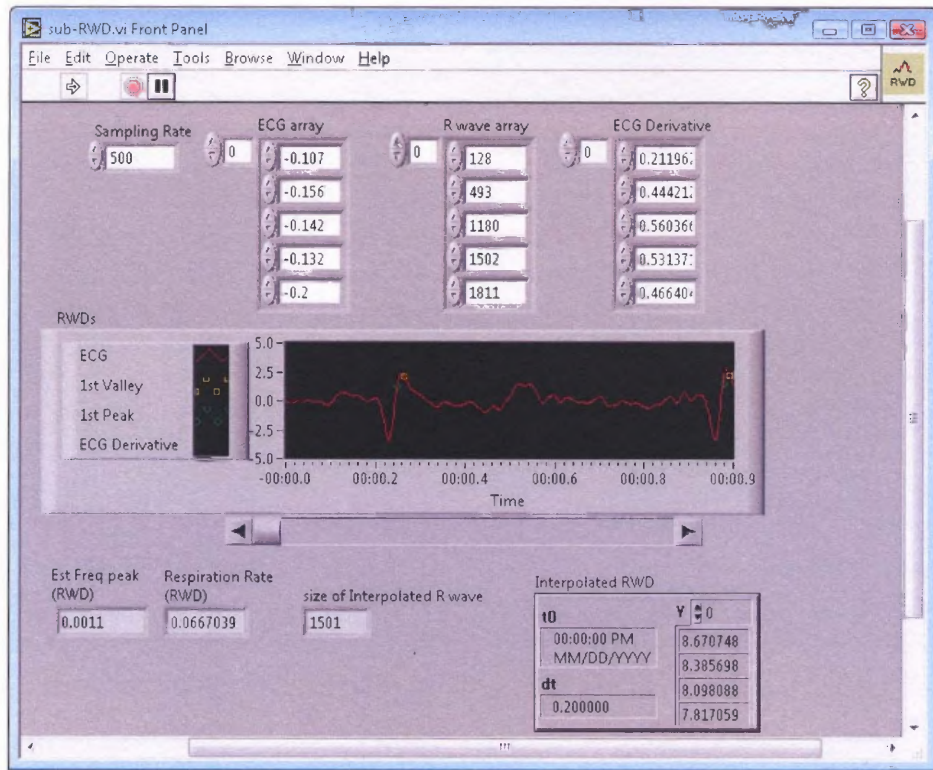 sub-RWD.vi Front Panel
File Edit Operate Tools Browse Window Help
RWD
Sampling Rate
500
ECG array
0
-0.107
-0.156
-0.142
-0.132
-0.2
R wave array
0
128
493
1180
1502
1811
ECG Derivative
0
0.21196
0.44421
0.56036
0.53137
0.46640
RWDs
ECG
1st Valley
1st Peak
ECG Derivative
5.0
2.5
0.0
-2.5
-5.0
-00:00.0 00:00.2 00:00.4 00:00.6 00:00.8 00:00.9
Time
Est Freq peak
(RWD)
0.0011
Respiration Rate
(RWD)
0.0667039
size of Interpolated R wave
1501
Interpolated RWD
t0
00:00:00 PM
MM/DD/YYYY
dt
0.200000
Y 0
8.670748
8.385698
8.098088
7.817059